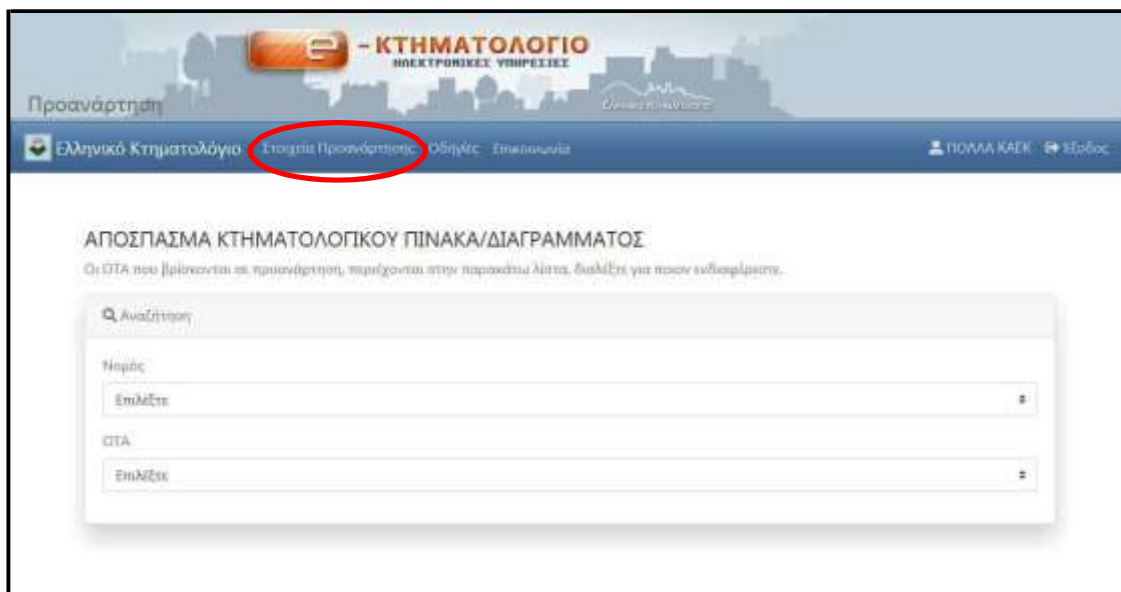 e - ΚΤΗΜΑΤΟΛΟΓΙΟ
ΗΛΕΚΤΡΟΝΙΚΕΣ ΥΠΗΡΕΣΙΕΣ
Προανάρτηση
Ελληνικό Κτηματολόγιο Στοιχεία Προανάρτησης Οδηγίες Επικοινωνία ΠΟΛΛΑ ΚΑΕΚ Έξοδος
ΑΠΟΣΠΑΣΜΑ ΚΤΗΜΑΤΟΛΟΓΙΚΟΥ ΠΙΝΑΚΑ/ΔΙΑΓΡΑΜΜΑΤΟΣ
Οι ΟΤΑ που βρίσκονται σε προανάρτηση, περιέχονται στην παρακάτω λίστα, διαλέξτε για ποιον ενδιαφέρεστε.
Αναζήτηση
Νομός
Επιλέξτε
ΟΤΑ
Επιλέξτε